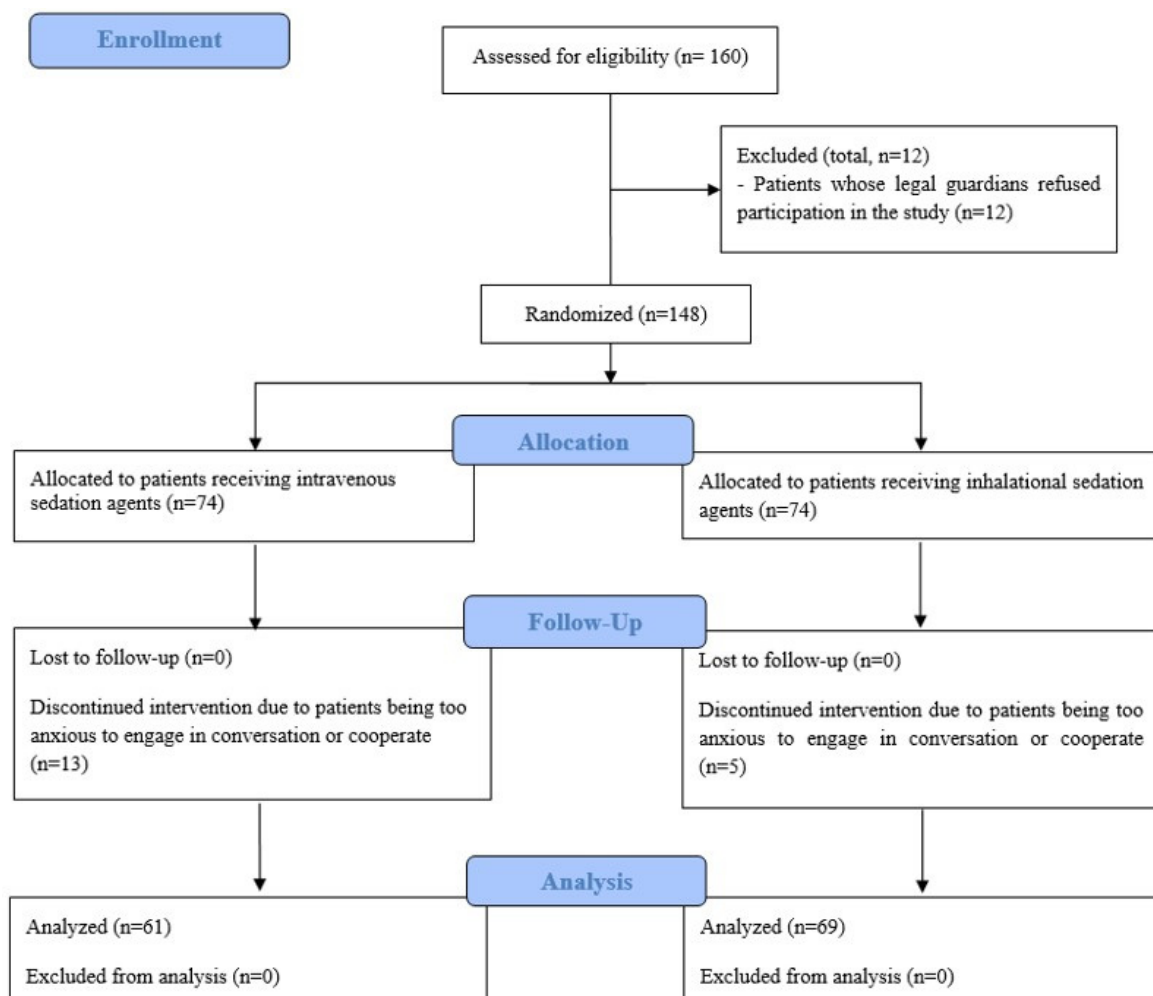 Enrollment
Assessed for eligibility (n= 160)
Excluded (total, n=12)
- Patients whose legal guardians refused
participation in the study (n=12)
Randomized (n=148)
Allocation
Allocated to patients receiving intravenous
sedation agents (n=74)
Allocated to patients receiving inhalational sedation
agents (n=74)
Follow-Up
Lost to follow-up (n=0)
Discontinued intervention due to patients being too
anxious to engage in conversation or cooperate
(n=13)
Lost to follow-up (n=0)
Discontinued intervention due to patients being too
anxious to engage in conversation or cooperate
(n=5)
Analysis
Analyzed (n=61)
Excluded from analysis (n=0)
Analyzed (n=69)
Excluded from analysis (n=0)